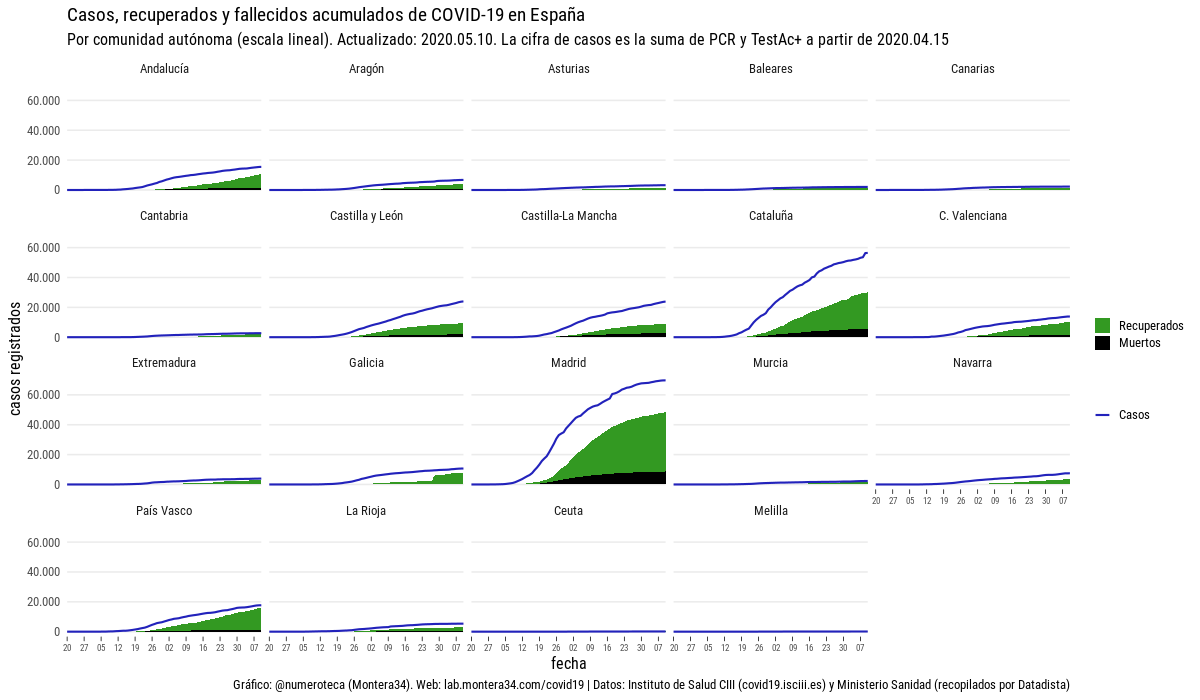 Casos, recuperados y fallecidos acumulados de COVID-19 en España
Por comunidad autónoma (escala lineal). Actualizado: 2020.05.10. La cifra de casos es la suma de PCR y TestAc+ a partir de 2020.04.15
Andalucía Aragón Asturias Baleares Canarias
60.000
40.000
20.000
0
Cantabria Castilla y León Castilla-La Mancha Cataluña C. Valenciana
60.000
40.000
20.000
0
Extremadura Galicia Madrid Murcia Navarra
60.000
40.000
20.000
0
20 27 05 12 19 26 02 09 16 23 30 07
País Vasco La Rioja Ceuta Melilla
60.000
40.000
20.000
0
20 27 05 12 19 26 02 09 16 23 30 07 20 27 05 12 19 26 02 09 16 23 30 07 20 27 05 12 19 26 02 09 16 23 30 07 20 27 05 12 19 26 02 09 16 23 30 07
casos registrados
fecha
Recuperados
Muertos
Casos
Gráfico: @numeroteca (Montera34). Web: lab.montera34.com/covid19 | Datos: Instituto de Salud CIII (covid19.isciii.es) y Ministerio Sanidad (recopilados por Datadista)